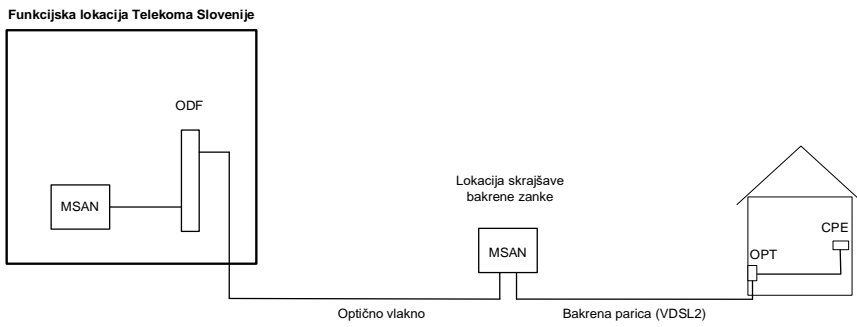 Funkcijska lokacija Telekoma Slovenije
ODF
MSAN
Lokacija skrajšave
bakrene zanke
MSAN
CPE
OPT
Optično vlakno
Bakrena parica (VDSL2)